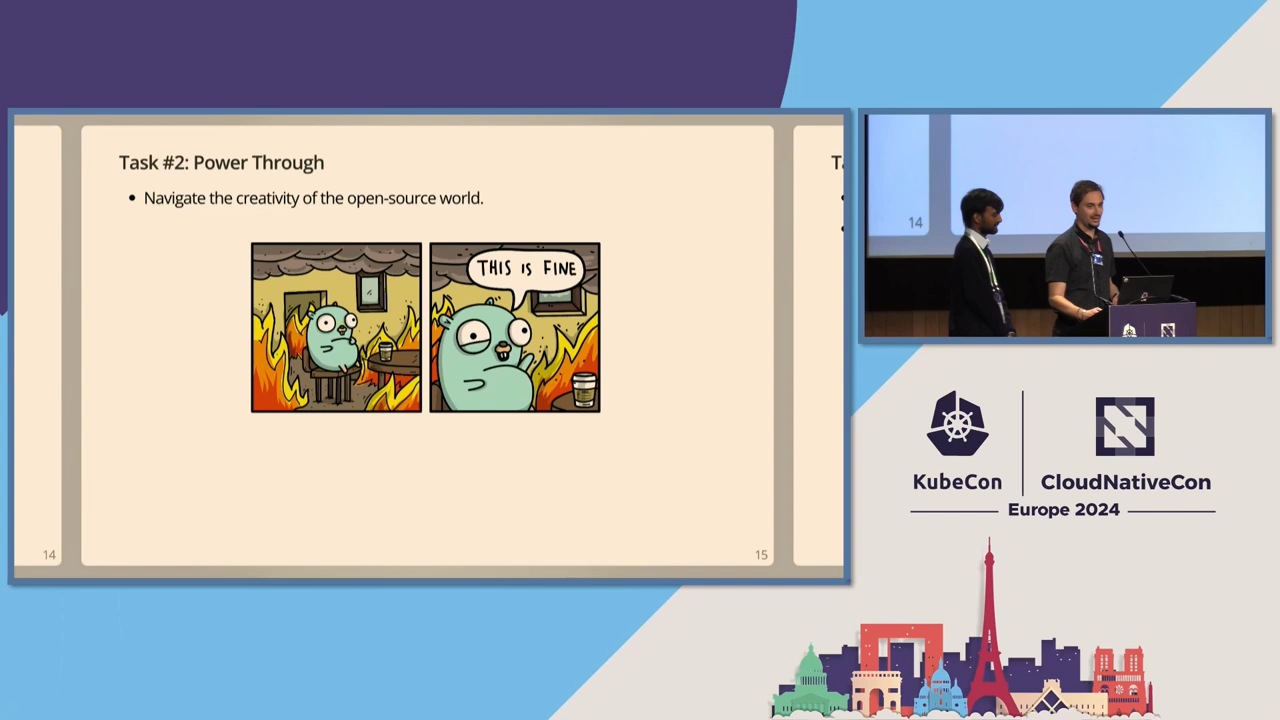 Task #2: Power Through
• Navigate the creativity of the open-source world.
THIS IS FINE
14
15
T
14
KubeCon
CloudNativeCon
Europe 2024